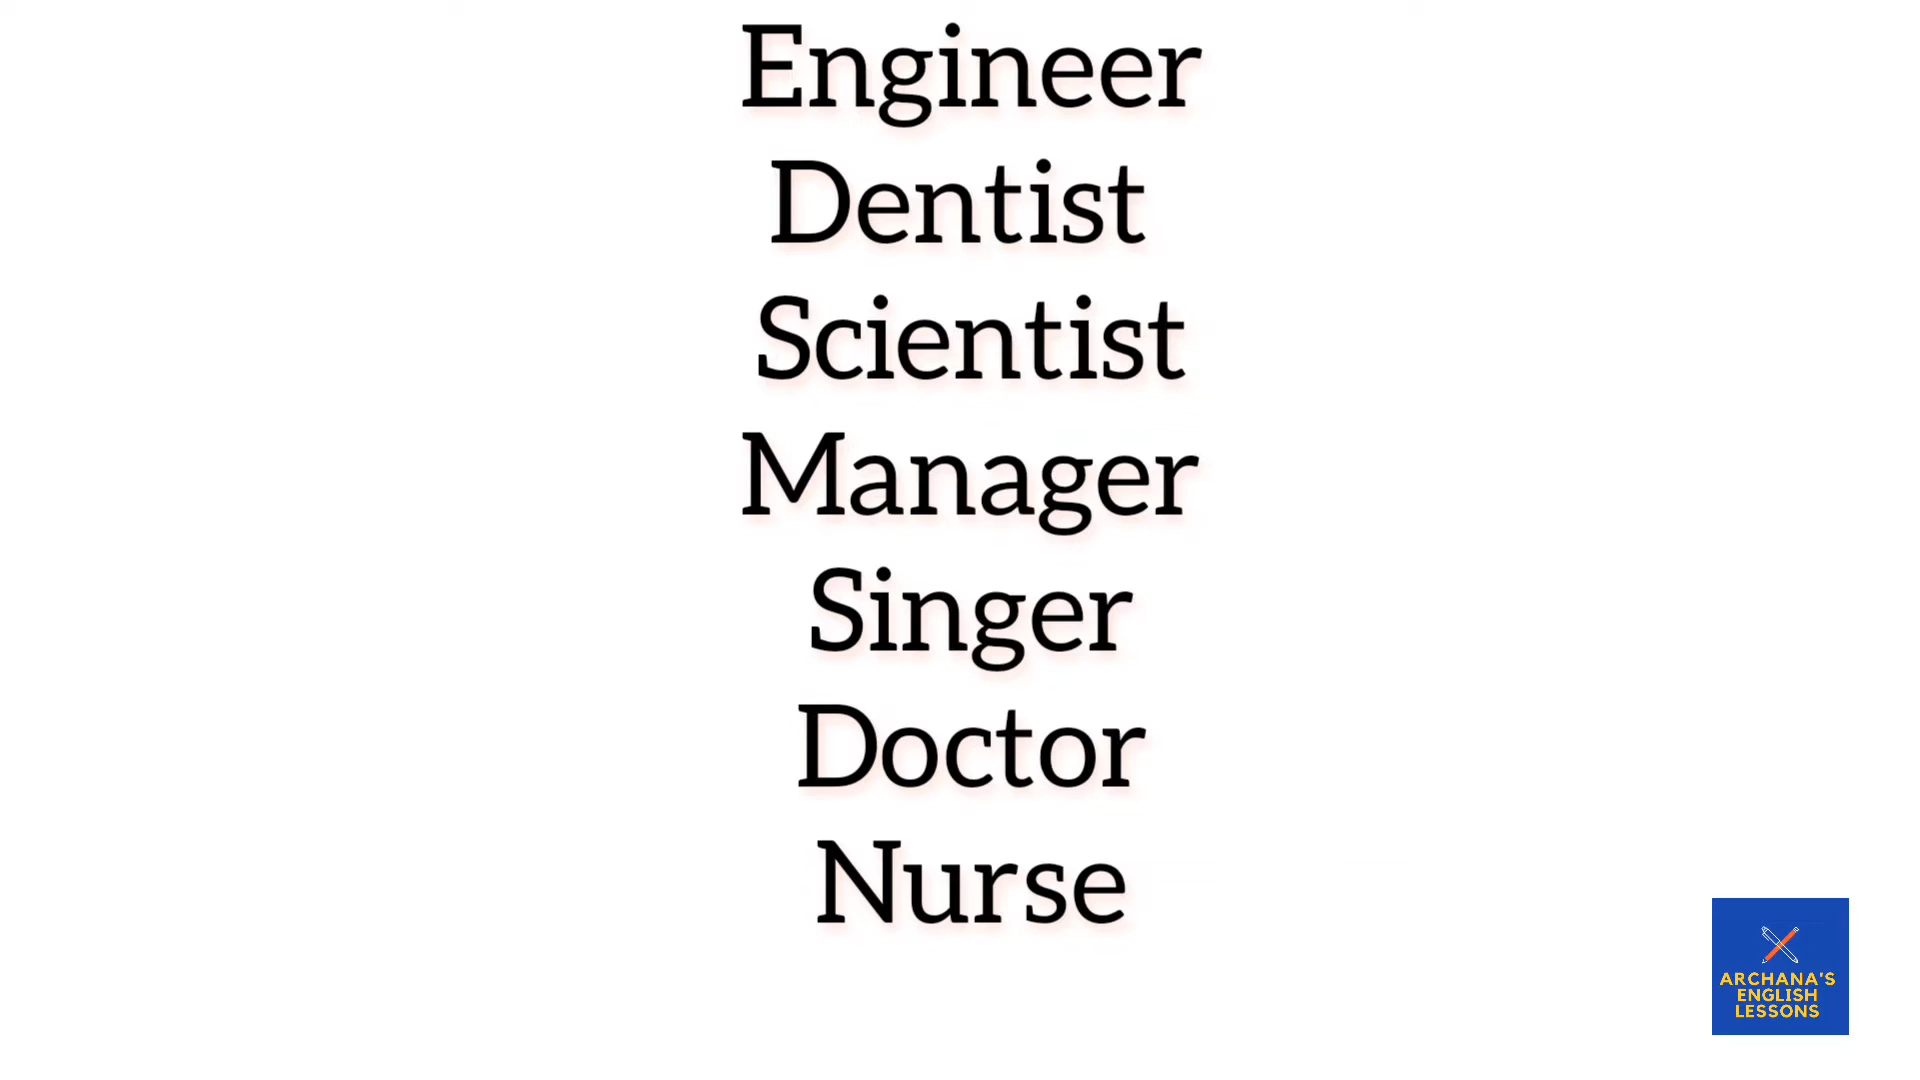 Engineer
Dentist
Scientist
Manager
Singer
Doctor
Nurse
ARCHANA'S
ENGLISH
LESSONS